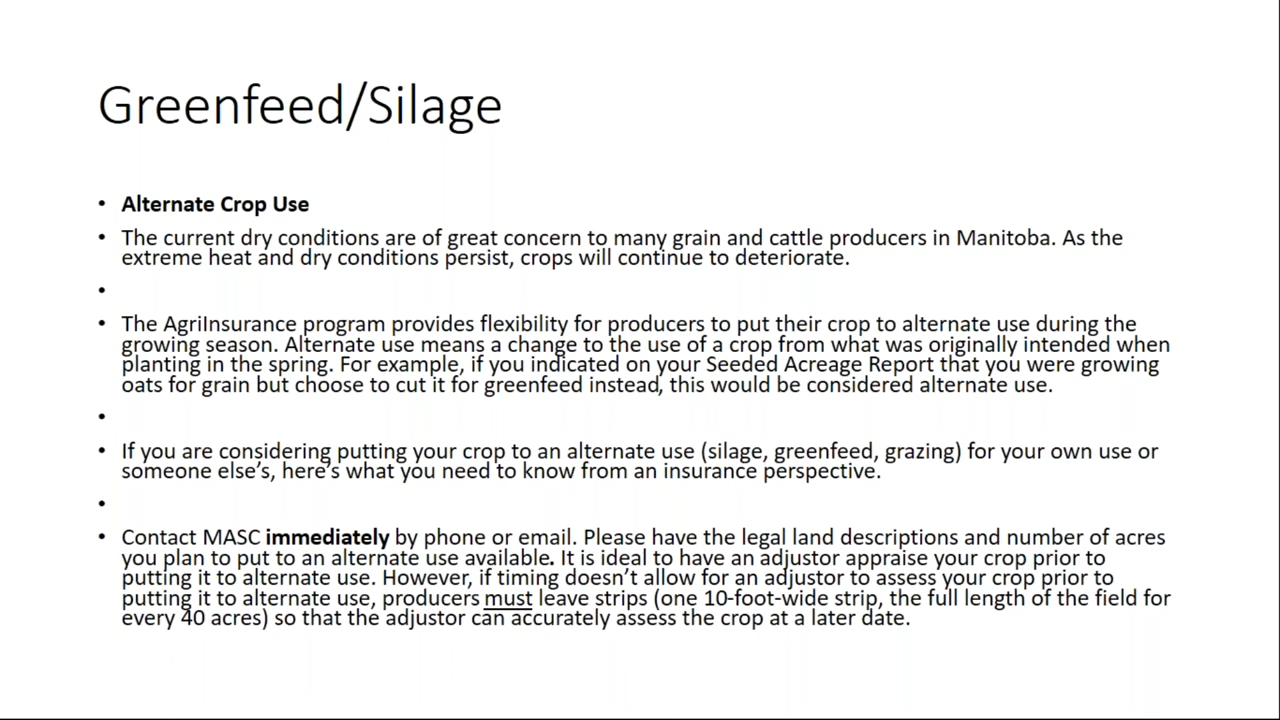 Greenfeed/Silage
• Alternate Crop Use
• The current dry conditions are of great concern to many grain and cattle producers in Manitoba. As the
extreme heat and dry conditions persist, crops will continue to deteriorate.
•
• The AgriInsurance program provides flexibility for producers to put their crop to alternate use during the
growing season. Alternate use means a change to the use of a crop from what was originally intended when
planting in the spring. For example, if you indicated on your Seeded Acreage Report that you were growing
oats for grain but choose to cut it for greenfeed instead, this would be considered alternate use.
•
• If you are considering putting your crop to an alternate use (silage, greenfeed, grazing) for your own use or
someone else’s, here’s what you need to know from an insurance perspective.
•
• Contact MASC immediately by phone or email. Please have the legal land descriptions and number of acres
you plan to put to an alternate use available. It is ideal to have an adjustor appraise your crop prior to
putting it to alternate use. However, if timing doesn’t allow for an adjustor to assess your crop prior to
putting it to alternate use, producers must leave strips (one 10-foot-wide strip, the full length of the field for
every 40 acres) so that the adjustor can accurately assess the crop at a later date.